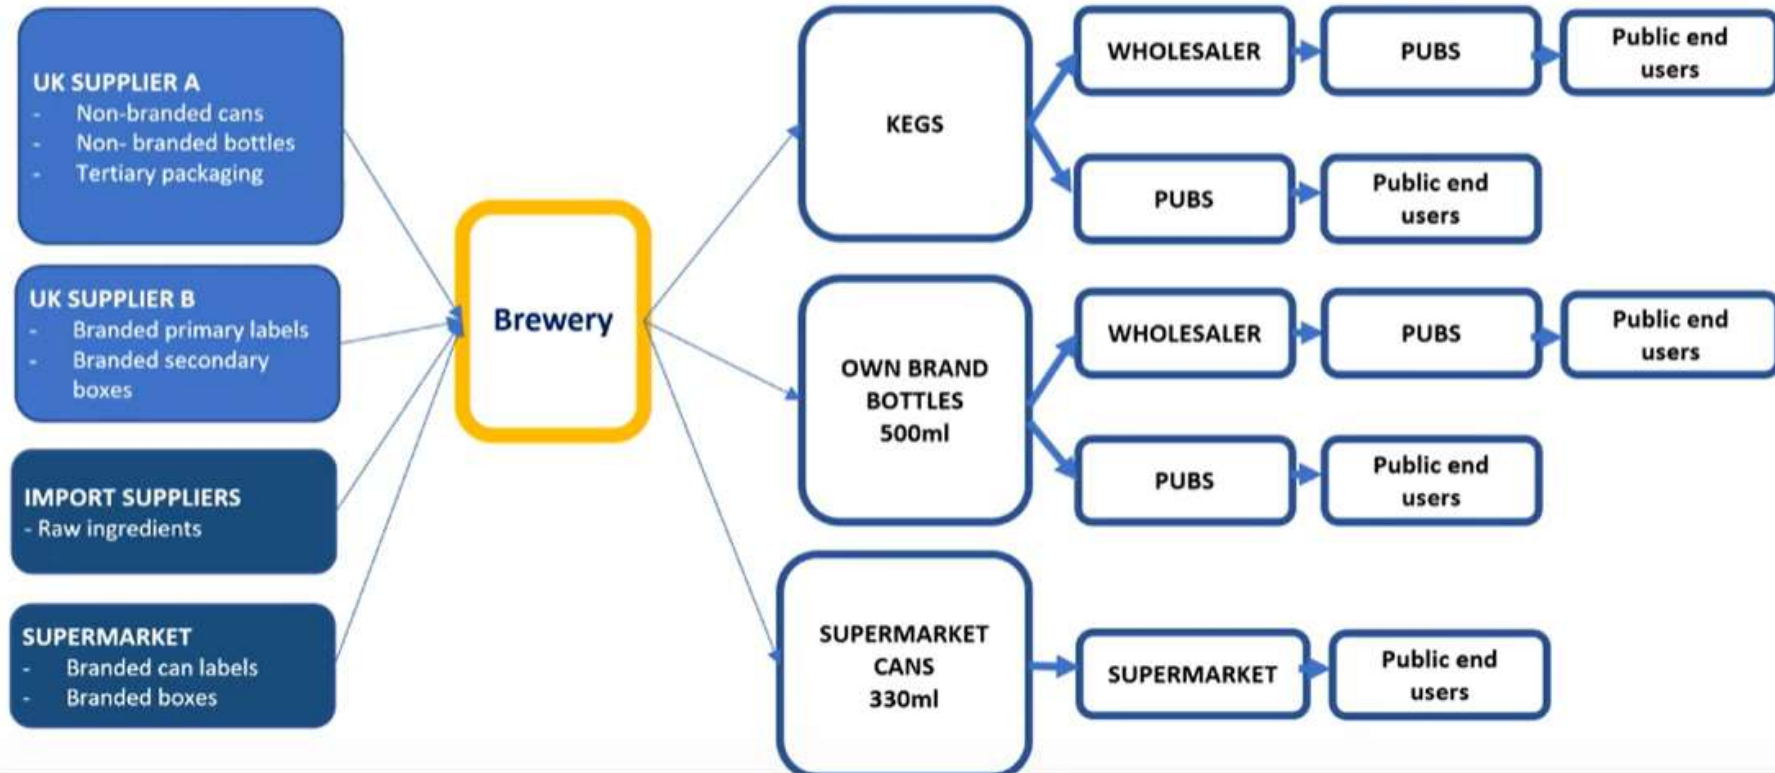 UK SUPPLIER A
- Non-branded cans
- Non- branded bottles
- Tertiary packaging
UK SUPPLIER B
- Branded primary labels
- Branded secondary
boxes
IMPORT SUPPLIERS
- Raw ingredients
SUPERMARKET
- Branded can labels
- Branded boxes
Brewery
KEGS
WHOLESALER
PUBS
Public end
users
PUBS
Public end
users
OWN BRAND
BOTTLES
500ml
WHOLESALER
PUBS
Public end
users
PUBS
Public end
users
SUPERMARKET
CANS
330ml
SUPERMARKET
Public end
users